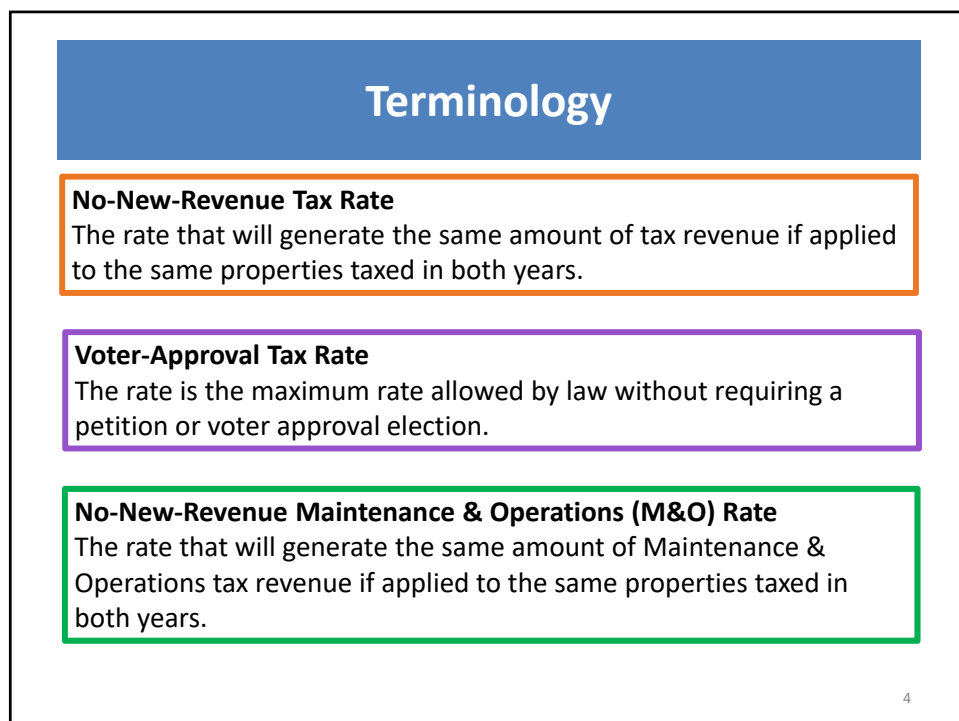 Terminology
No-New-Revenue Tax Rate
The rate that will generate the same amount of tax revenue if applied
to the same properties taxed in both years.
Voter-Approval Tax Rate
The rate is the maximum rate allowed by law without requiring a
petition or voter approval election.
No-New-Revenue Maintenance & Operations (M&O) Rate
The rate that will generate the same amount of Maintenance &
Operations tax revenue if applied to the same properties taxed in
both years.
4